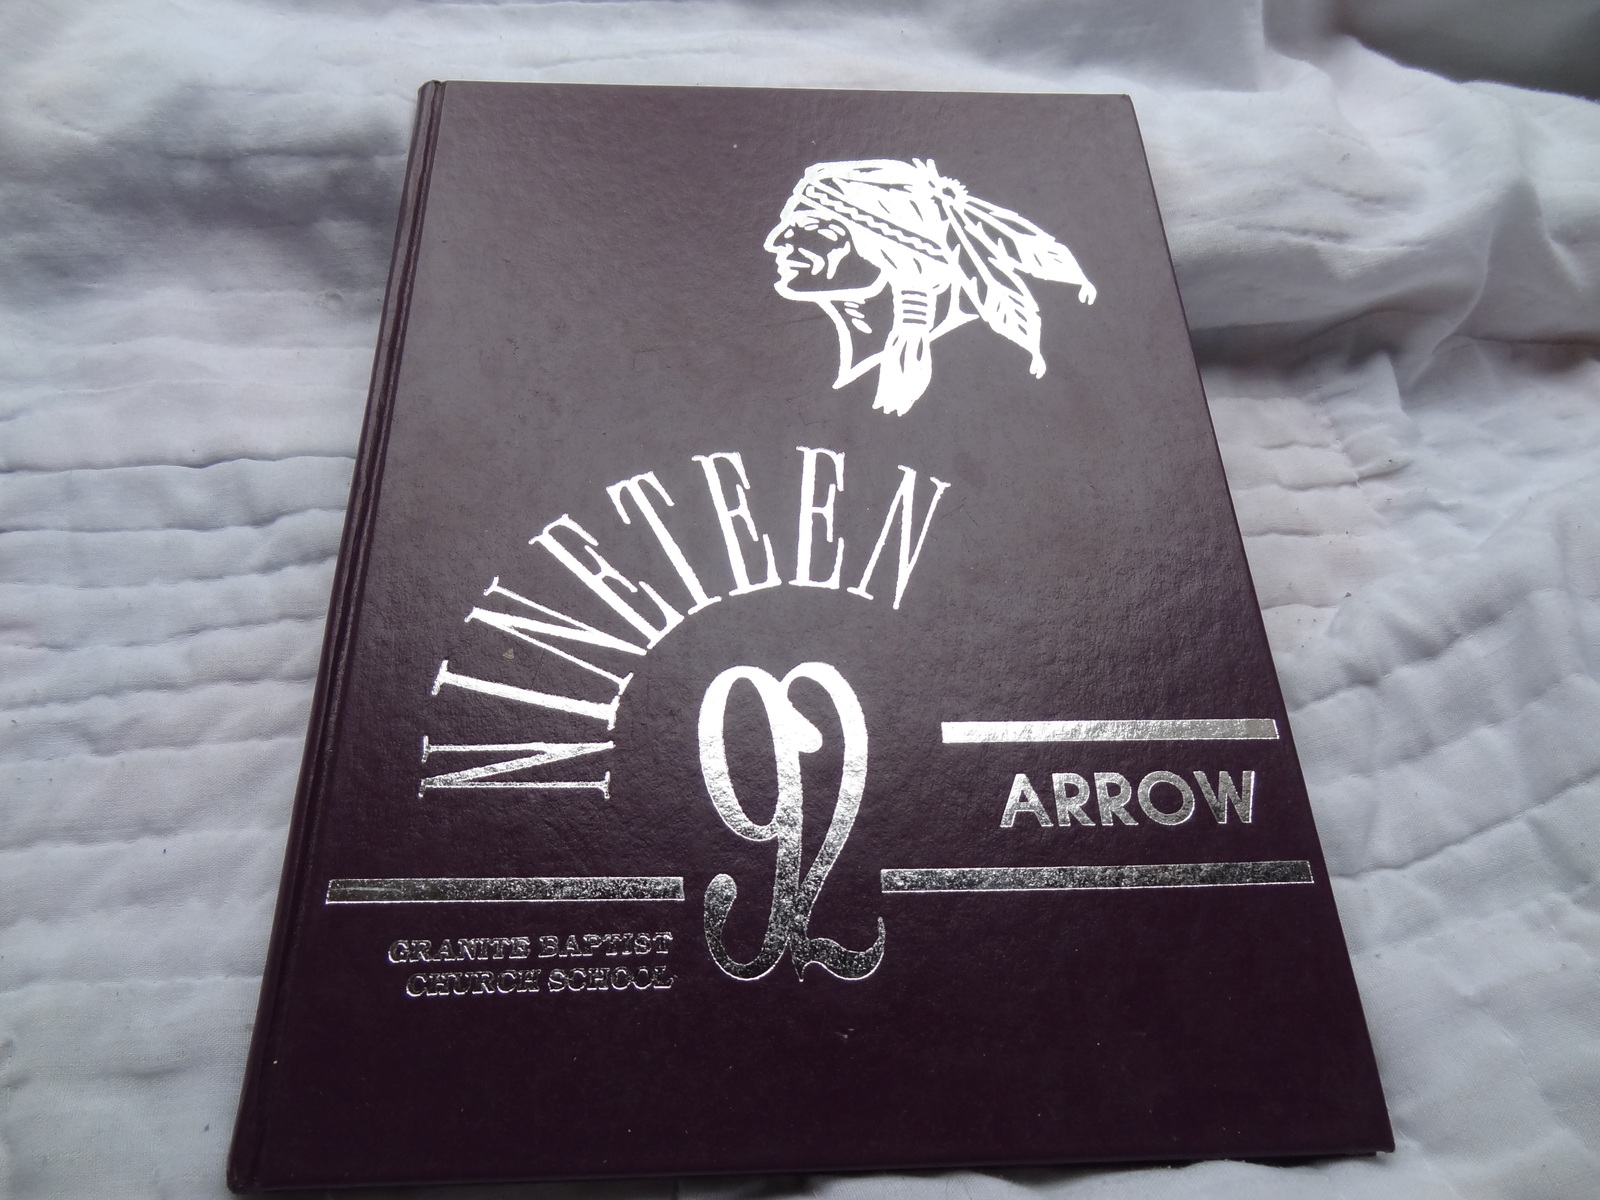 NINETEEN
92
ARROW
GRANITE BAPTIST
CHURCH SCHOOL